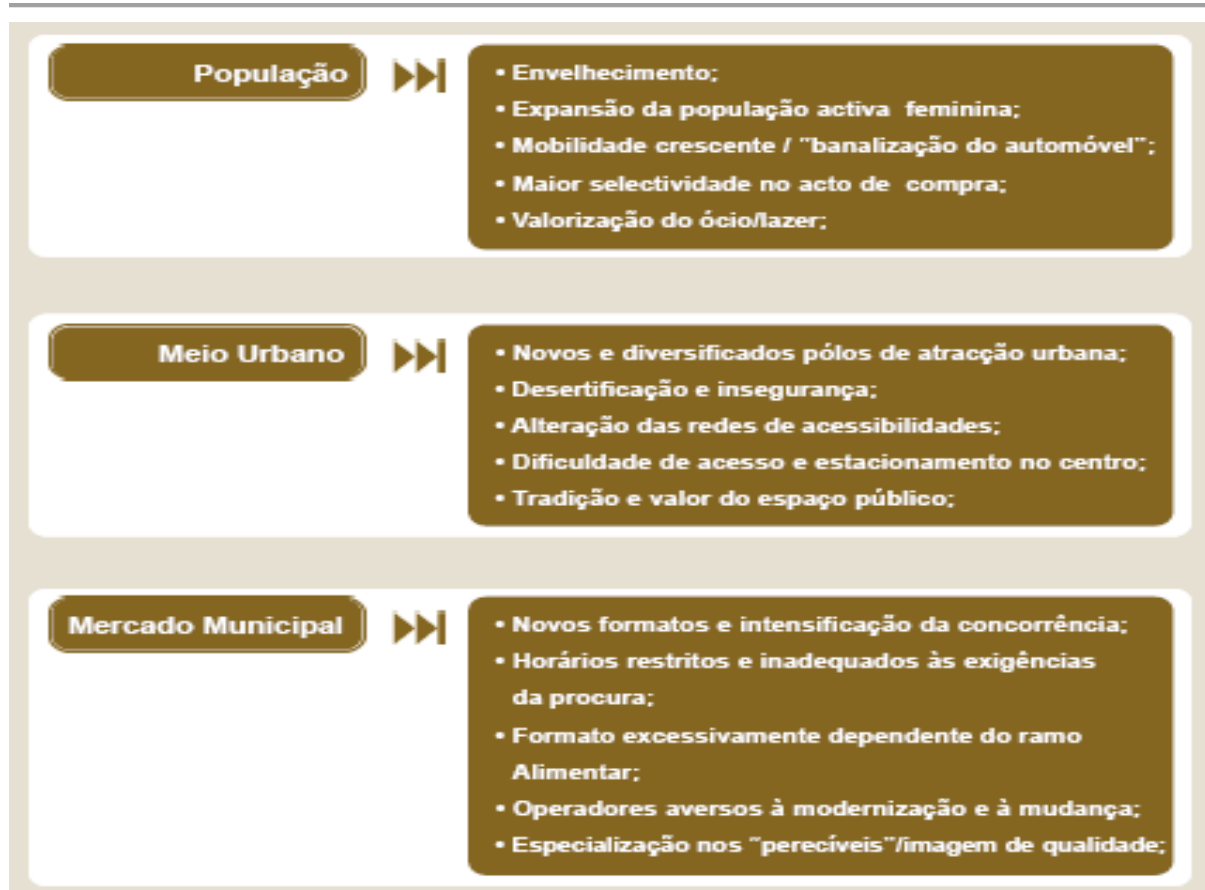 População
• Envelhecimento;
• Expansão da população activa feminina;
• Mobilidade crescente / "banalização do automóvel";
• Maior selectividade no acto de compra;
• Valorização do ócio/lazer;
Meio Urbano
• Novos e diversificados pólos de atracção urbana;
• Desertificação e insegurança;
• Alteração das redes de acessibilidades;
• Dificuldade de acesso e estacionamento no centro;
• Tradição e valor do espaço público;
Mercado Municipal
• Novos formatos e intensificação da concorrência;
• Horários restritos e inadequados às exigências
da procura;
• Formato excessivamente dependente do ramo
Alimentar;
• Operadores aversos à modernização e à mudança;
• Especialização nos "perecíveis"/imagem de qualidade;